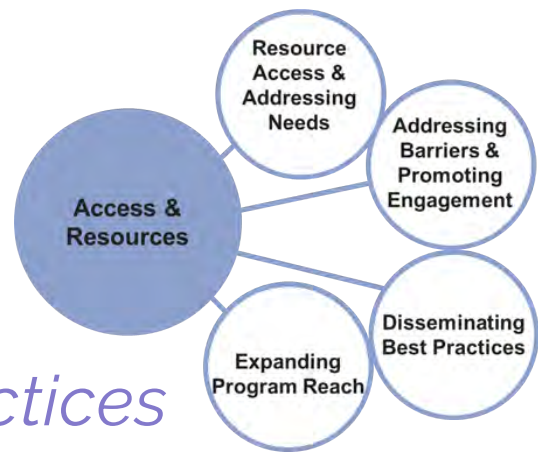 Resource
Access &
Addressing
Needs
Addressing
Barriers &
Promoting
Engagement
Access &
Resources
Disseminating
Best Practices
Expanding
Program Reach
ctices